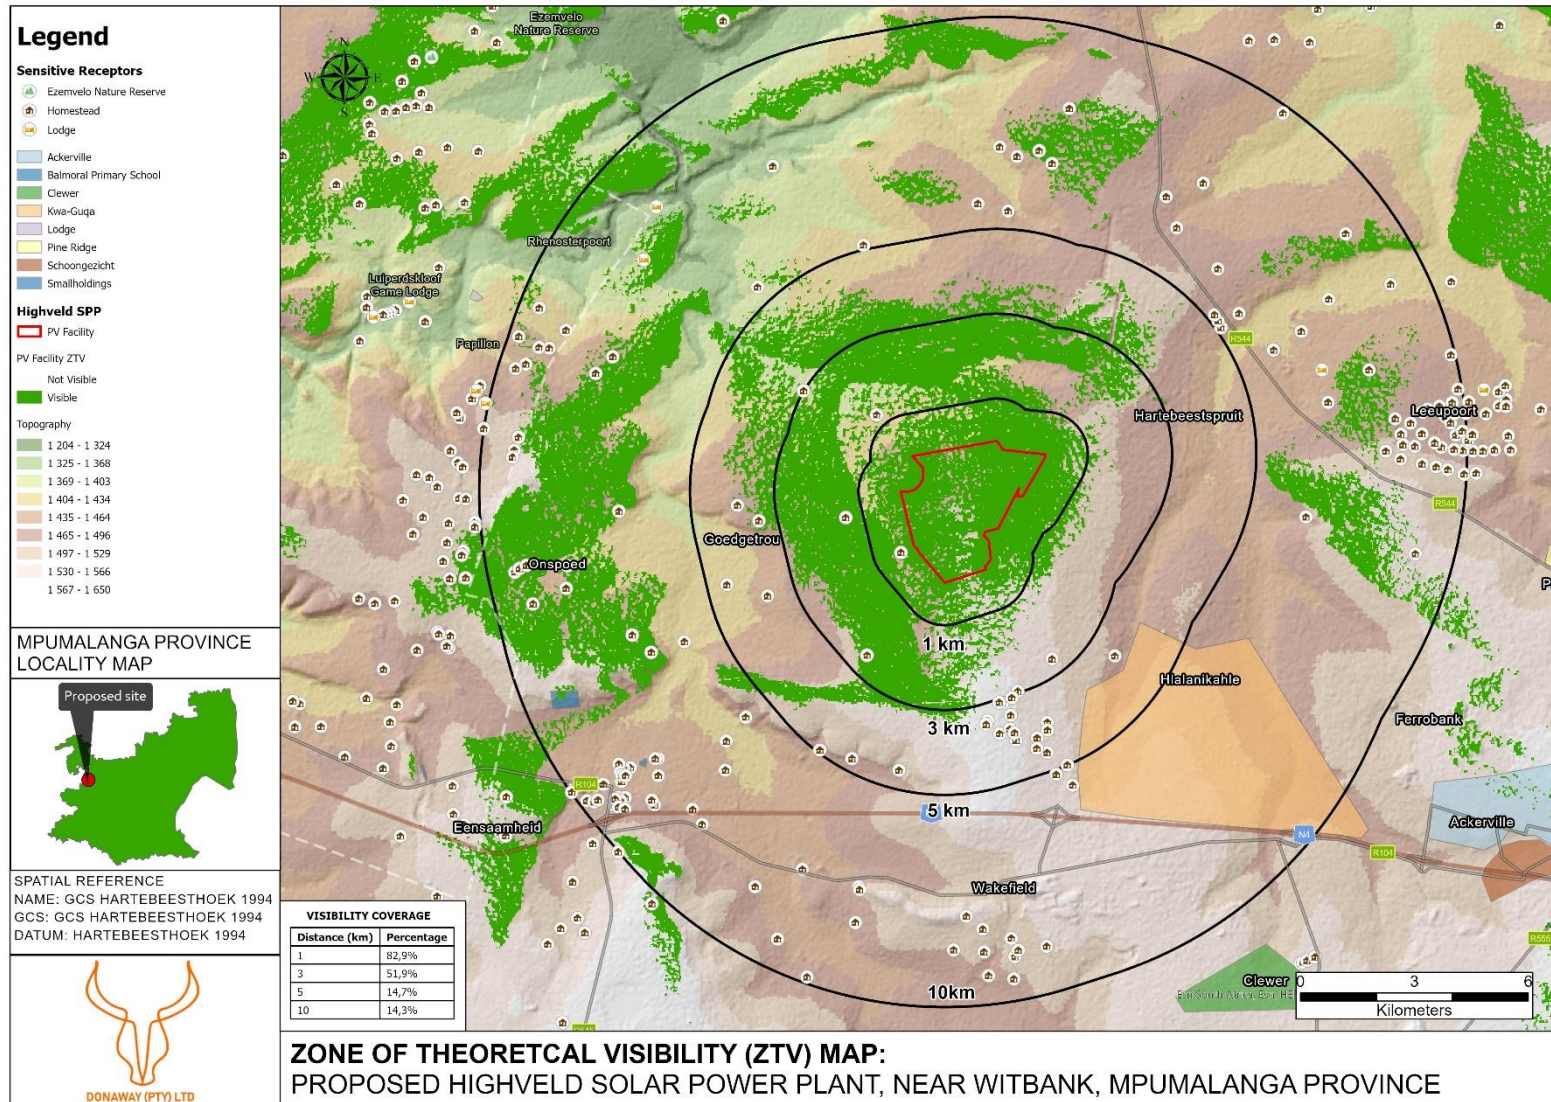 Legend
Sensitive Receptors
Ezemvelo Nature Reserve
Homestead
Lodge
Ackerville
Balmoral Primary School
Clewer
Kwa-Guqa
Lodge
Pine Ridge
Schoongezicht
Smallholdings
Highveld SPP
PV Facility
PV Facility ZTV
Not Visible
Visible
Topography
1 204 - 1 324
1 325 - 1 368
1 369 - 1 403
1 404 - 1 434
1 435 - 1 464
1 465 - 1 496
1 497 - 1 529
1 530 - 1 566
1 567 - 1 650
MPUMALANGA PROVINCE
LOCALITY MAP
Proposed site
SPATIAL REFERENCE
NAME: GCS HARTEBEESTHOEK 1994
GCS: GCS HARTEBEESTHOEK 1994
DATUM: HARTEBEESTHOEK 1994
DONAWAY (PTY) LTD
N
W E
S
Ezemvelo
Nature Reserve
Rhenosterpoort
Luiperdskloof
Game Lodge
Papillon
R544
Hartebeestspruit
Leeupoort
R544
Goedgetrou
Onspoed
1 km
Hlalanikahle
3 km
Ferrobank
R104
5 km
Eensaamheid
N4
Ackerville
R104
Wakefield
R555
Clewer
10km
VISIBILITY COVERAGE
Distance (km) Percentage
1 82,9%
3 51,9%
5 14,7%
10 14,3%
0 3 6
Kilometers
ZONE OF THEORETCAL VISIBILITY (ZTV) MAP:
PROPOSED HIGHVELD SOLAR POWER PLANT, NEAR WITBANK, MPUMALANGA PROVINCE